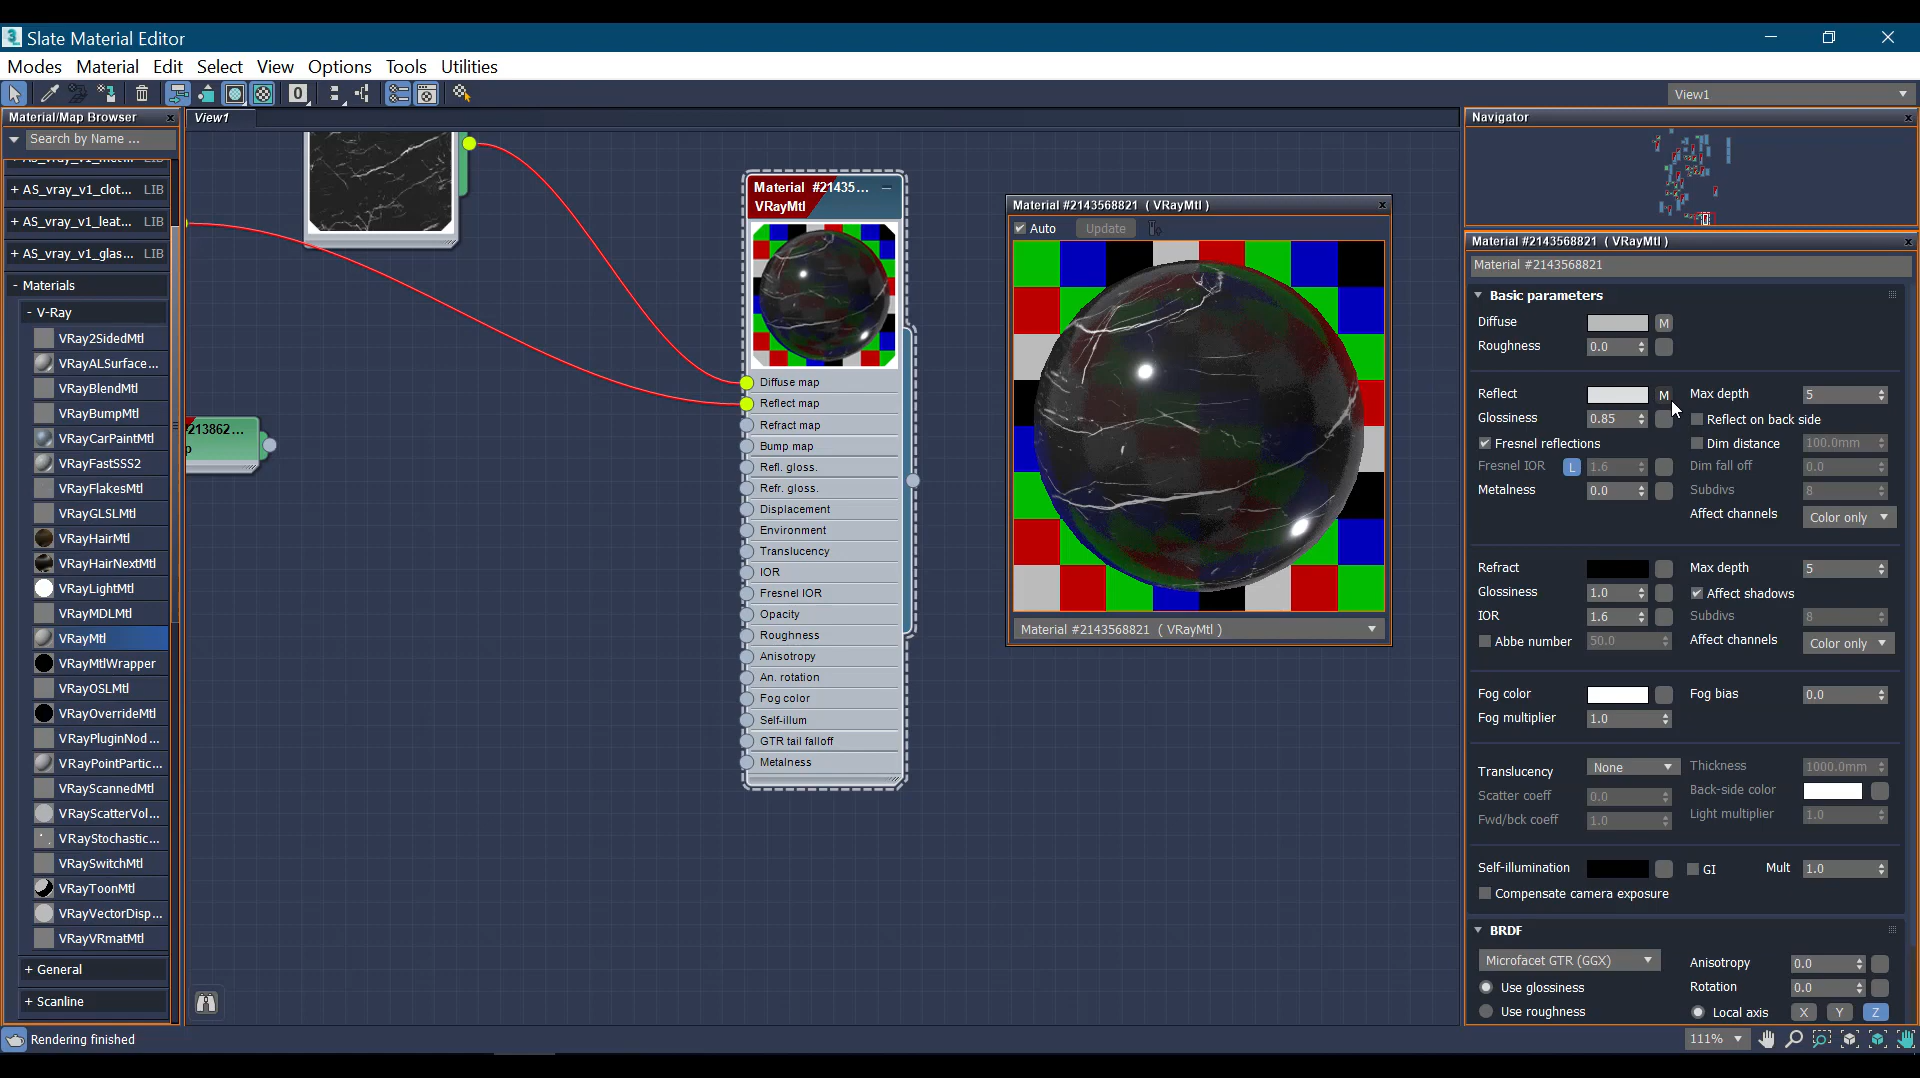 Slate Material Editor
Modes Material Edit Select View Options Tools Utilities
0
View1
Material/Map Browser
Search by Name ...
+ AS_vray_v1_clot... LIB
+ AS_vray_v1_leat... LIB
+ AS_vray_v1_glas... LIB
- Materials
- V-Ray
VRay2SidedMtl
VRayALSurface...
VRayBlendMtl
VRayBumpMtl
VRayCarPaintMtl
VRayFastSSS2
VRayFlakesMtl
VRayGLSLMtl
VRayHairMtl
VRayHairNextMtl
VRayLightMtl
VRayMDLMtl
VRayMtl
VRayMtlWrapper
VRayOSLMtl
VRayOverrideMtl
VRayPluginNod...
VRayPointPartic...
VRayScannedMtl
VRayScatterVol...
VRayStochastic...
VRaySwitchMtl
VRayToonMtl
VRayVectorDisp...
VRayVRmatMtl
+ General
+ Scanline
Rendering finished
View1
213862...
p
Material #21435...
VRayMtl
Diffuse map
Reflect map
Refract map
Bump map
Refl. gloss.
Refr. gloss.
Displacement
Environment
Translucency
IOR
Fresnel IOR
Opacity
Roughness
Anisotropy
An. rotation
Fog color
Self-illum
GTR tail falloff
Metalness
Material #2143568821 ( VRayMtl )
Auto Update
Material #2143568821 ( VRayMtl )
Navigator
Material #2143568821 ( VRayMtl )
Material #2143568821
Basic parameters
Diffuse M
Roughness 0.0
Reflect M Max depth 5
Glossiness 0.85 Reflect on back side
Fresnel reflections Dim distance 100.0mm
Fresnel IOR L 1.6 Dim fall off 0.0
Metalness 0.0 Subdivs 8
Affect channels Color only
Refract Max depth 5
Glossiness 1.0 Affect shadows
IOR 1.6 Subdivs 8
Abbe number 50.0 Affect channels Color only
Fog color Fog bias 0.0
Fog multiplier 1.0
Translucency None Thickness 1000.0mm
Scatter coeff 0.0 Back-side color
Fwd/bck coeff 1.0 Light multiplier 1.0
Self-illumination GI Mult 1.0
Compensate camera exposure
BRDF
Microfacet GTR (GGX) Anisotropy 0.0
Use glossiness Rotation 0.0
Use roughness Local axis X Y Z
111%